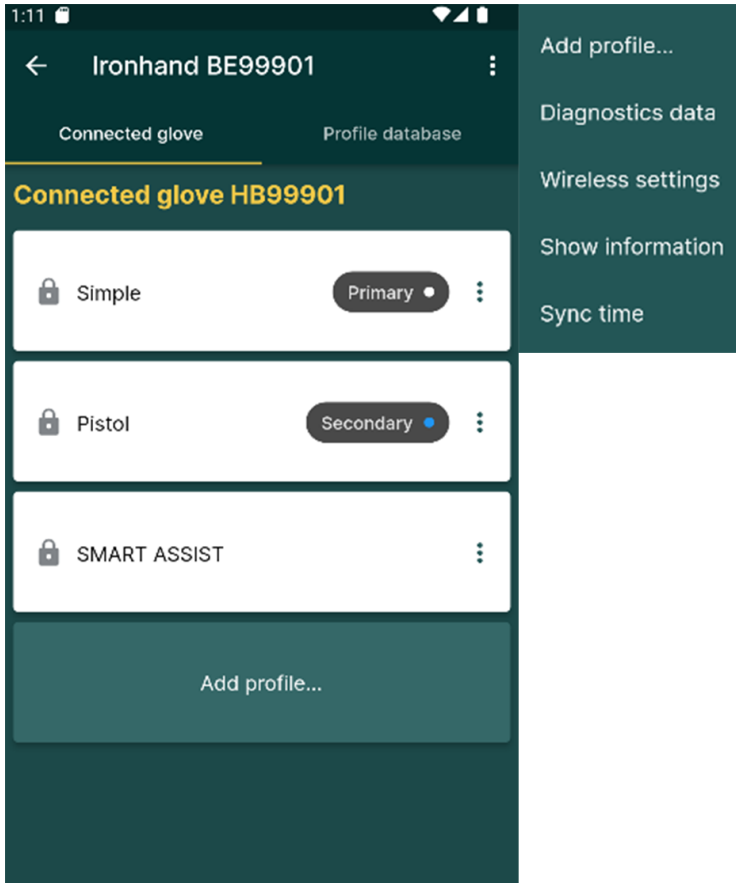 1:11
Ironhand BE99901
Connected glove
Profile database
Connected glove HB99901
Simple
Primary
Pistol
Secondary
SMART ASSIST
Add profile...
Add profile...
Diagnostics data
Wireless settings
Show information
Sync time